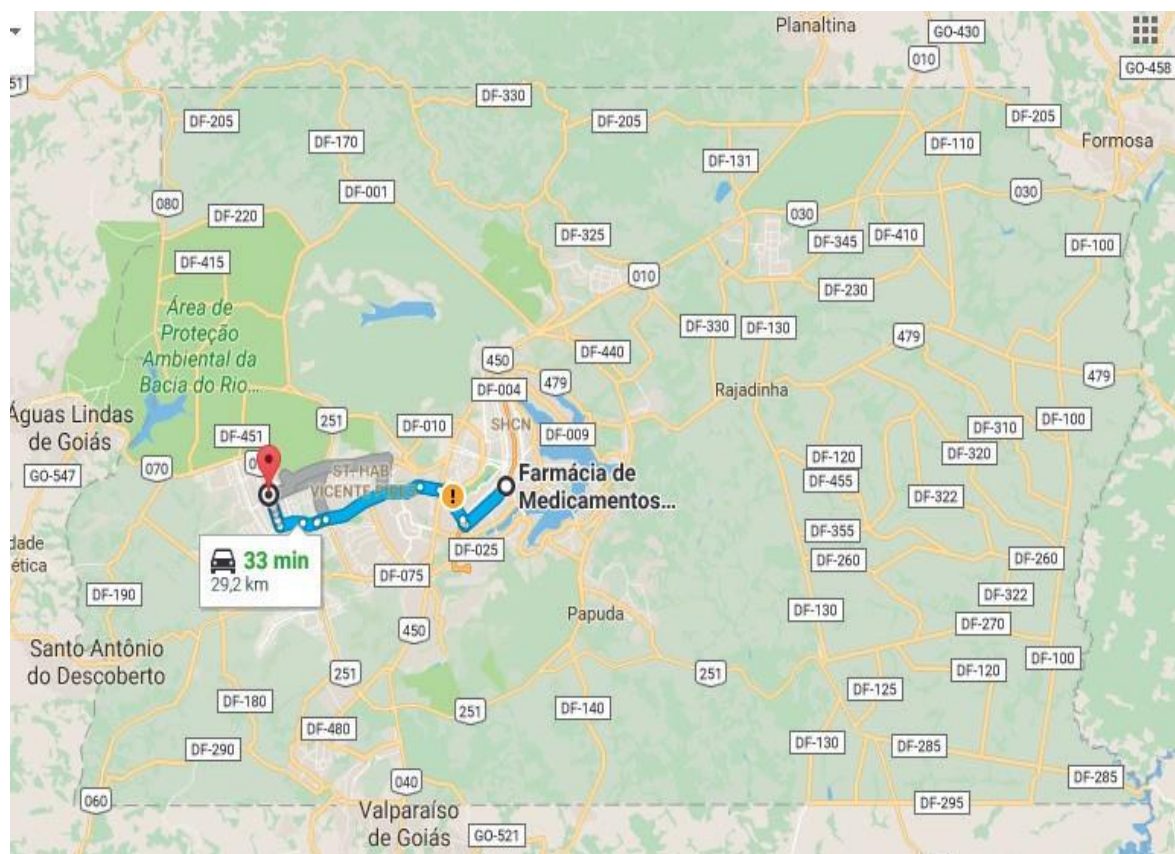 Planaltina
GO-430
010
GO-458
51
DF-330
DF-205
DF-205
DF-205
DF-170
DF-110
Formosa
DF-131
DF-001
080
030
DF-220
030
DF-325
DF-345
DF-410
DF-100
DF-415
010
DF-230
Área de
Proteção
Ambiental da
Bacia do Rio...
DF-330
DF-130
479
DF-440
450
479
479
DF-004
Rajadinha
Águas Lindas
de Goiás
251
DF-010
SHCN
DF-009
DF-310
DF-100
DF-451
070
GO-547
DF-120
DF-320
ST-HAB
VICENTE
Farmácia de
Medicamentos...
DF-455
DF-322
DF-355
dade
ética
33 min
29,2 km
DF-025
DF-260
DF-260
DF-075
DF-190
DF-322
DF-130
Papuda
450
DF-270
Santo Antônio
do Descoberto
251
251
DF-120
DF-100
DF-180
DF-125
251
DF-140
DF-480
DF-290
DF-130
DF-285
DF-285
040
060
DF-295
Valparaíso
de Goiás
GO-521